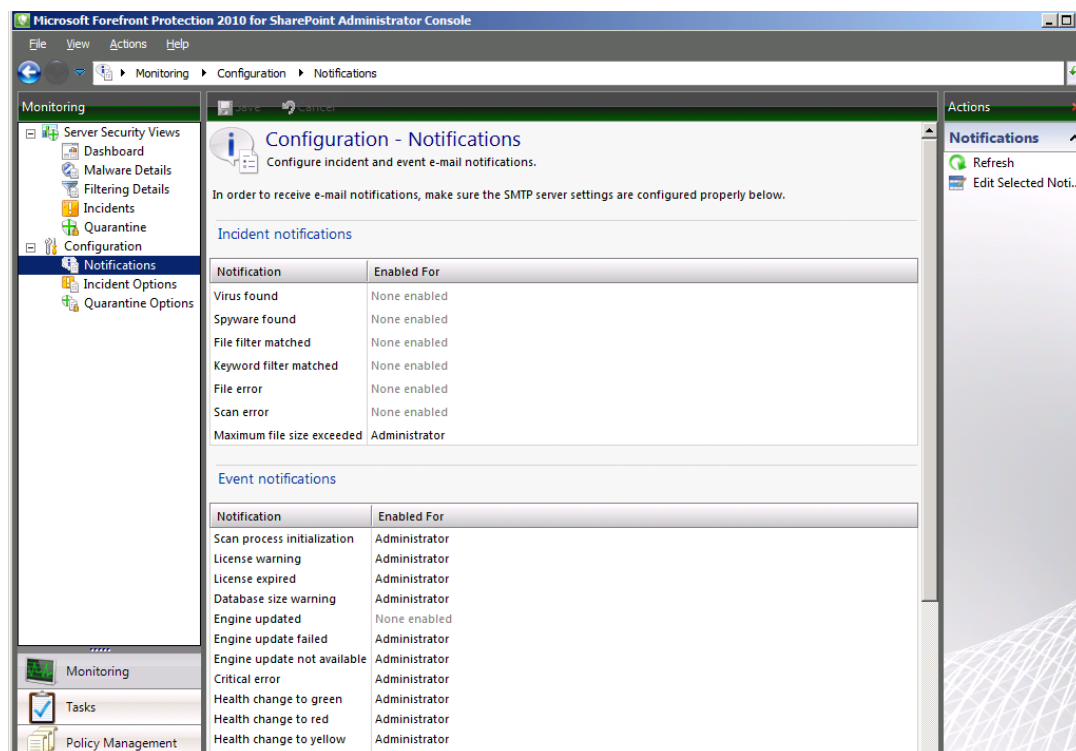 Microsoft Forefront Protection 2010 for SharePoint Administrator Console
File View Actions Help
Monitoring Configuration Notifications
Monitoring
Server Security Views
Dashboard
Malware Details
Filtering Details
Incidents
Quarantine
Configuration
Notifications
Incident Options
Quarantine Options
Monitoring
Tasks
Policy Management
Save Cancel
Configuration - Notifications
Configure incident and event e-mail notifications.
In order to receive e-mail notifications, make sure the SMTP server settings are configured properly below.
Incident notifications
Notification Enabled For
Virus found None enabled
Spyware found None enabled
File filter matched None enabled
Keyword filter matched None enabled
File error None enabled
Scan error None enabled
Maximum file size exceeded Administrator
Event notifications
Notification Enabled For
Scan process initialization Administrator
License warning Administrator
License expired Administrator
Database size warning Administrator
Engine updated None enabled
Engine update failed Administrator
Engine update not available Administrator
Critical error Administrator
Health change to green Administrator
Health change to red Administrator
Health change to yellow Administrator
Actions
Notifications
Refresh
Edit Selected Noti...